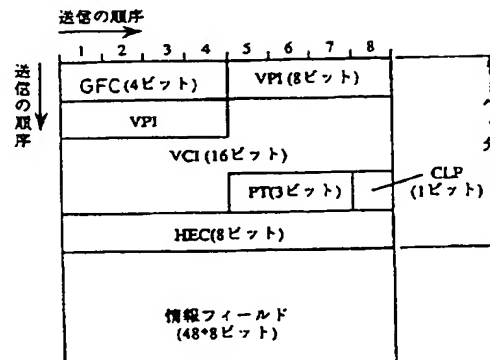 送信の順序
1 2 3 4 5 6 7 8
送信の順序
GFC(4ビット)
VPI(8ビット)
VPI
VCI(16ビット)
PT(3ビット)
CLP
(1ビット)
HEC(8ビット)
情報フィールド
(48*8ビット)